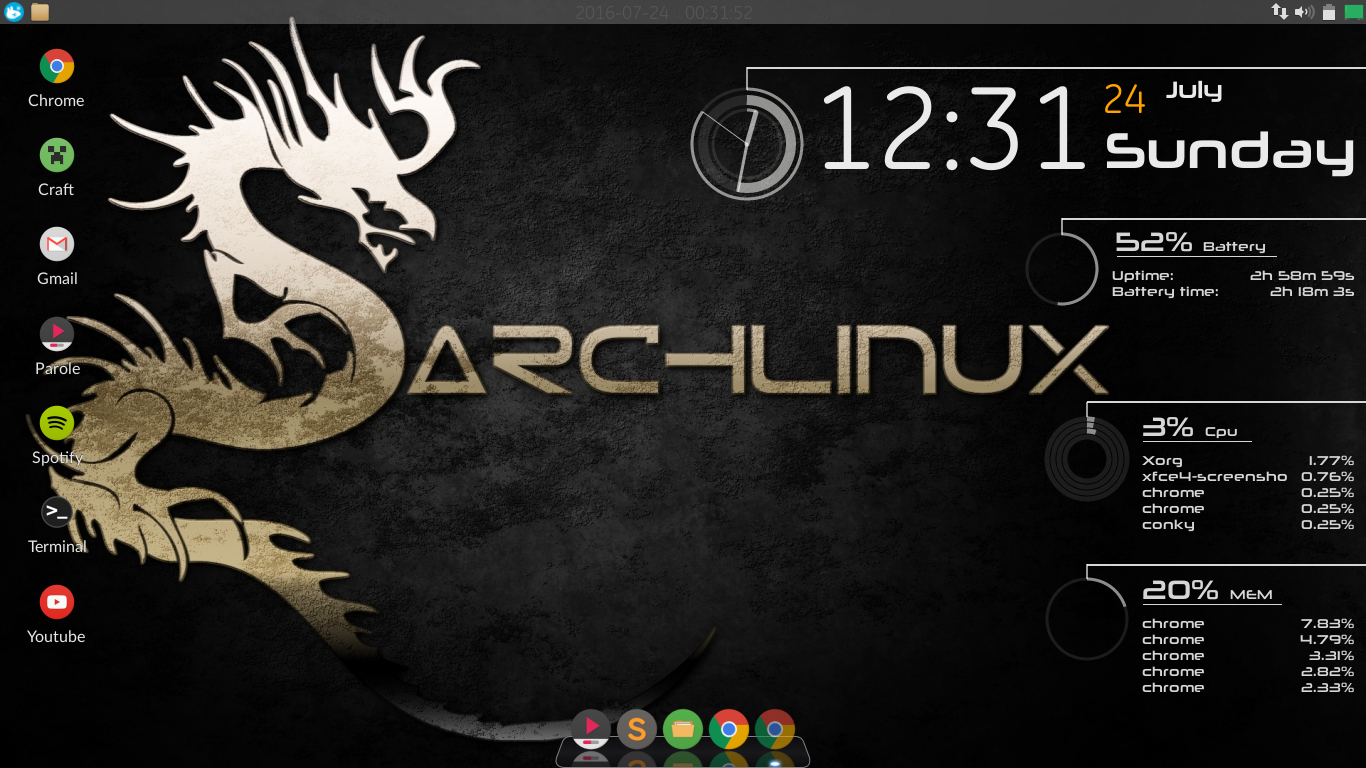 2016-07-24 00:31:52
Chrome
Craft
Gmail
Parole
Spotify
Terminal
>_
Youtube
ARCHLINUX
12:31
24 July
Sunday
52% Battery
Uptime: 2h 58m 59s
Battery time: 2h 18m 3s
3% Cpu
Xorg 1.77%
xfce4-screensho 0.76%
chrome 0.25%
chrome 0.25%
conky 0.25%
20% MEM
chrome 7.83%
chrome 4.79%
chrome 3.31%
chrome 2.82%
chrome 2.33%
S